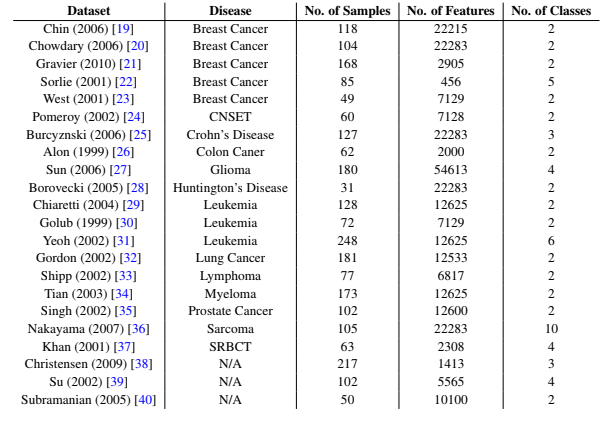 Dataset Disease No. of Samples No. of Features No. of Classes
Chin (2006) [19] Breast Cancer 118 22215 2
Chowdary (2006) [20] Breast Cancer 104 22283 2
Gravier (2010) [21] Breast Cancer 168 2905 2
Sorlie (2001) [22] Breast Cancer 85 456 5
West (2001) [23] Breast Cancer 49 7129 2
Pomeroy (2002) [24] CNSET 60 7128 2
Burcyznski (2006) [25] Crohn's Disease 127 22283 3
Alon (1999) [26] Colon Caner 62 2000 2
Sun (2006) [27] Glioma 180 54613 4
Borovecki (2005) [28] Huntington's Disease 31 22283 2
Chiaretti (2004) [29] Leukemia 128 12625 2
Golub (1999) [30] Leukemia 72 7129 2
Yeoh (2002) [31] Leukemia 248 12625 6
Gordon (2002) [32] Lung Cancer 181 12533 2
Shipp (2002) [33] Lymphoma 77 6817 2
Tian (2003) [34] Myeloma 173 12625 2
Singh (2002) [35] Prostate Cancer 102 12600 2
Nakayama (2007) [36] Sarcoma 105 22283 10
Khan (2001) [37] SRBCT 63 2308 4
Christensen (2009) [38] N/A 217 1413 3
Su (2002) [39] N/A 102 5565 4
Subramanian (2005) [40] N/A 50 10100 2